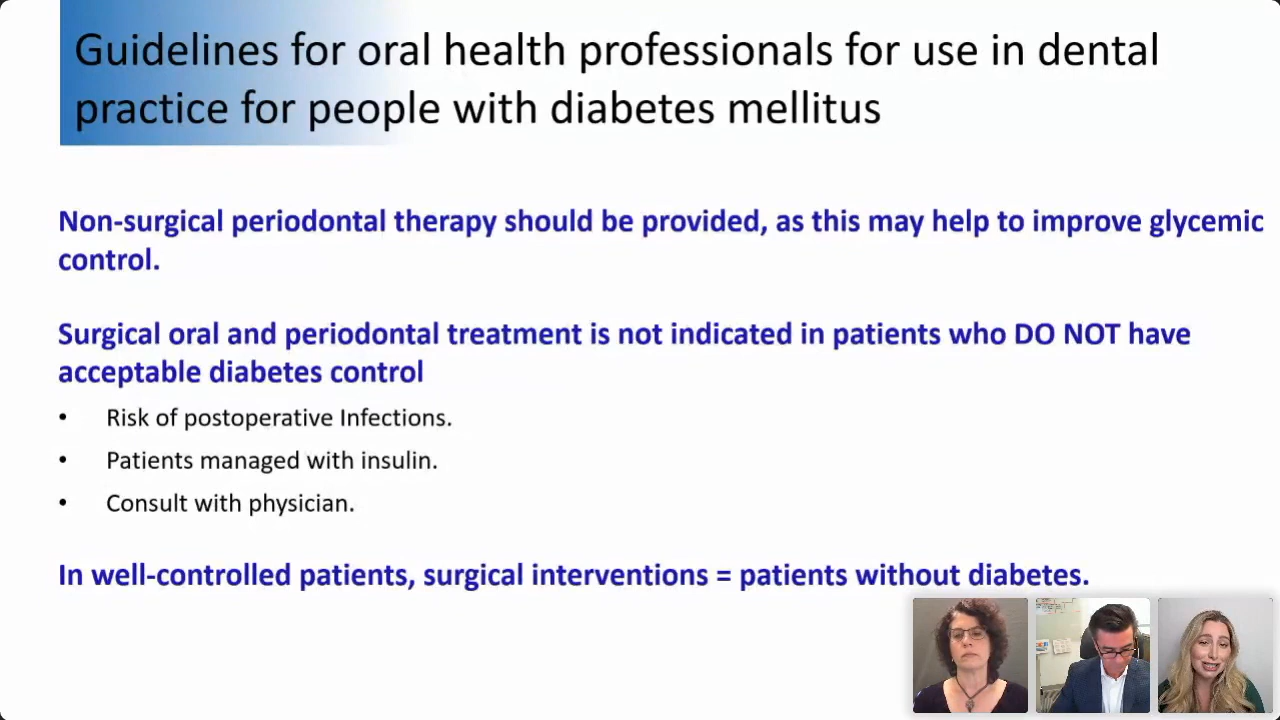 Guidelines for oral health professionals for use in dental
practice for people with diabetes mellitus
Non-surgical periodontal therapy should be provided, as this may help to improve glycemic
control.
Surgical oral and periodontal treatment is not indicated in patients who DO NOT have
acceptable diabetes control
• Risk of postoperative Infections.
• Patients managed with insulin.
• Consult with physician.
In well-controlled patients, surgical interventions = patients without diabetes.